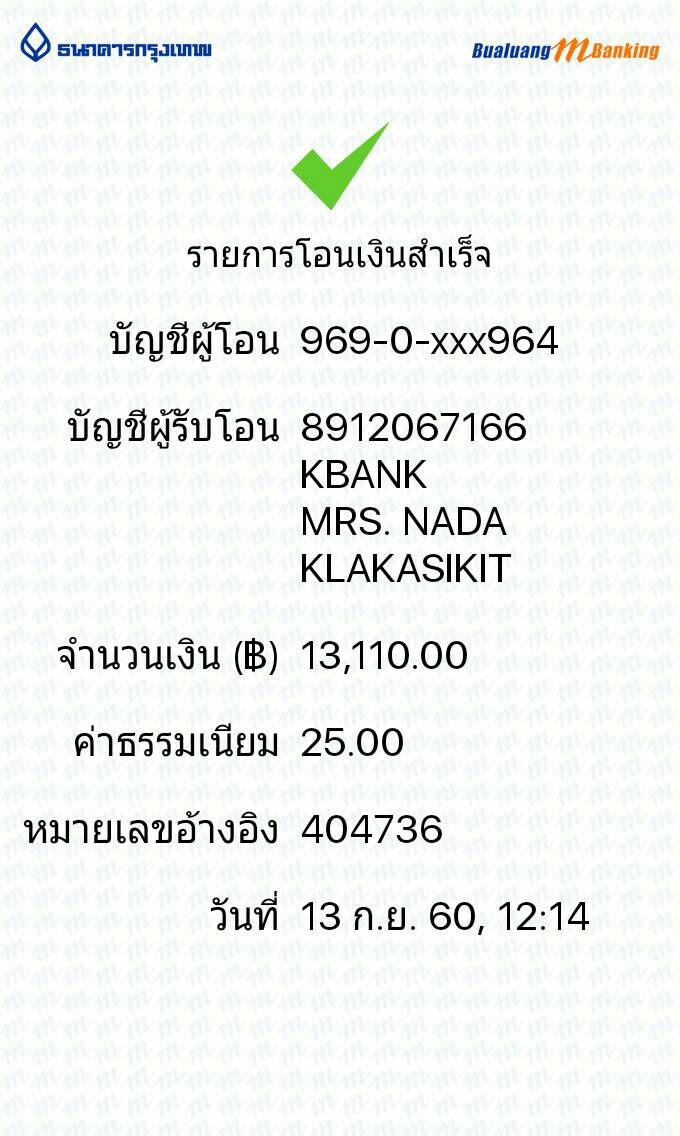 ธนาคารกรุงเทพ Bualuang mBanking
รายการโอนเงินสำเร็จ
บัญชีผู้โอน 969-0-xxx964
บัญชีผู้รับโอน 8912067166
KBANK
MRS. NADA
KLAKASIKIT
จำนวนเงิน (฿) 13,110.00
ค่าธรรมเนียม 25.00
หมายเลขอ้างอิง 404736
วันที่ 13 ก.ย. 60, 12:14